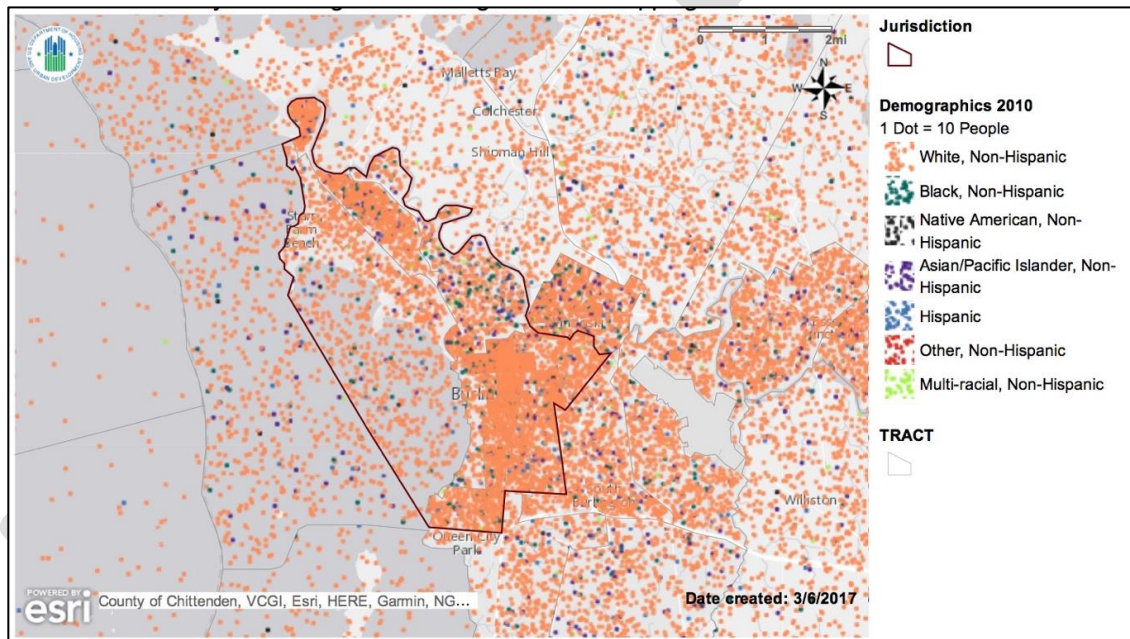 Jurisdiction
0 1 2mi
Malletts Bay
N
W E
S
Colchester
Demographics 2010
1 Dot = 10 People
Shipman Hill
White, Non-Hispanic
Black, Non-Hispanic
Native American, Non-
Hispanic
Asian/Pacific Islander, Non-
Hispanic
Hispanic
Other, Non-Hispanic
Multi-racial, Non-Hispanic
Beach
TRACT
South
Williston
Queen City
Park
POWERED BY
esri
County of Chittenden, VCGI, Esri, HERE, Garmin, NG...
Date created: 3/6/2017